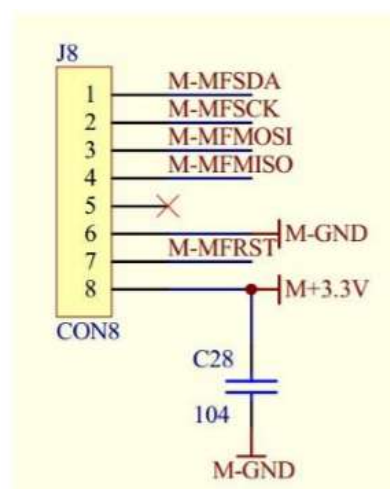 J8
1 M-MFSDA
2 M-MFSCK
3 M-MFMOSI
4 M-MFMISO
5
6 M-GND
7 M-MFRST
8 M+3.3V
CON8
C28
104
M-GND